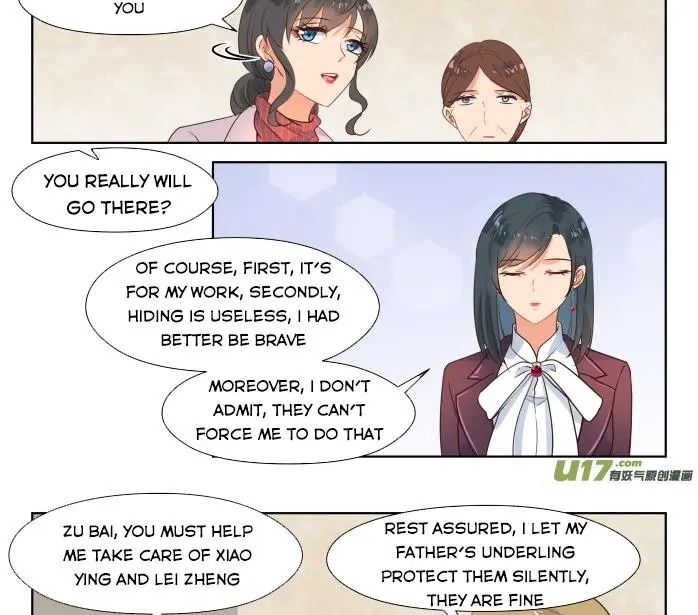 YOU
YOU REALLY WILL
GO THERE?
OF COURSE, FIRST, IT'S
FOR MY WORK, SECONDLY,
HIDING IS USELESS, I HAD
BETTER BE BRAVE
MOREOVER, I DON'T
ADMIT, THEY CAN'T
FORCE ME TO DO THAT
U17.com
有妖气原创漫画
ZU BAI, YOU MUST HELP
ME TAKE CARE OF XIAO
YING AND LEI ZHENG
REST ASSURED, I LET MY
FATHER'S UNDERLING
PROTECT THEM SILENTLY,
THEY ARE FINE